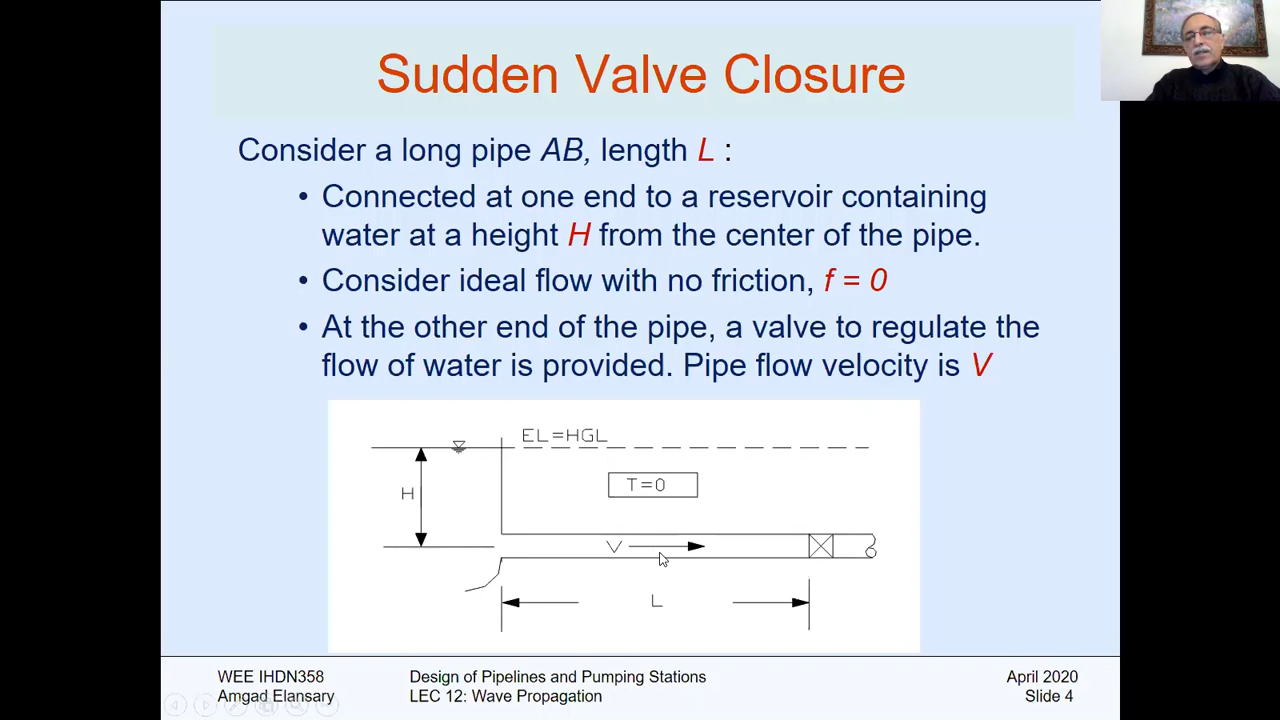 Sudden Valve Closure
Consider a long pipe AB, length L :
• Connected at one end to a reservoir containing
water at a height H from the center of the pipe.
• Consider ideal flow with no friction, f = 0
• At the other end of the pipe, a valve to regulate the
flow of water is provided. Pipe flow velocity is V
EL=HGL
H
T=0
V
L
WEE IHDN358
Amgad Elansary
Design of Pipelines and Pumping Stations
LEC 12: Wave Propagation
April 2020
Slide 4